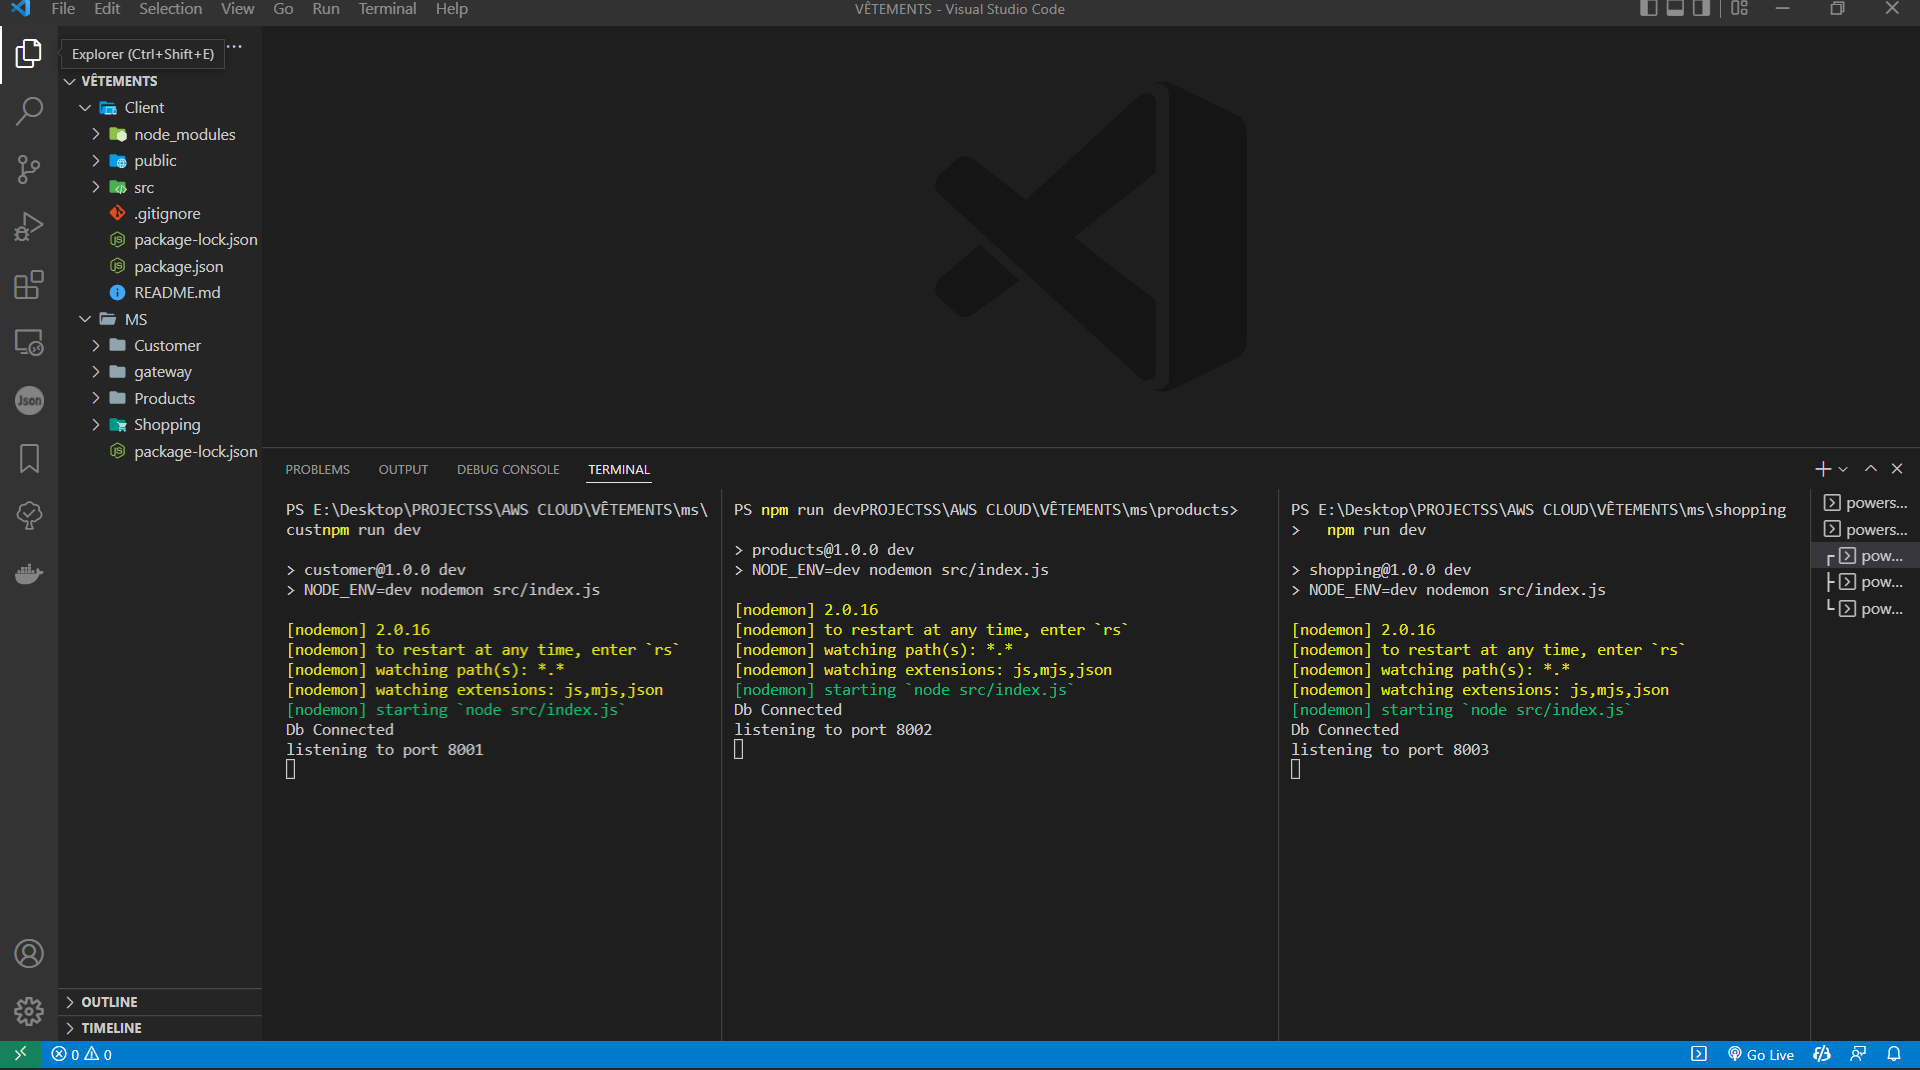 File Edit Selection View Go Run Terminal Help
VÊTEMENTS - Visual Studio Code
Explorer (Ctrl+Shift+E)
VÊTEMENTS
Client
node_modules
public
src
.gitignore
package-lock.json
package.json
README.md
MS
Customer
gateway
Products
Shopping
package-lock.json
OUTLINE
TIMELINE
PROBLEMS OUTPUT DEBUG CONSOLE TERMINAL
PS E:\Desktop\PROJECTSS\AWS CLOUD\VÊTEMENTS\ms\
custnpm run dev
> customer@1.0.0 dev
> NODE_ENV=dev nodemon src/index.js
[nodemon] 2.0.16
[nodemon] to restart at any time, enter `rs`
[nodemon] watching path(s): *.*
[nodemon] watching extensions: js,mjs,json
[nodemon] starting `node src/index.js`
Db Connected
listening to port 8001
PS npm run devPROJECTSS\AWS CLOUD\VÊTEMENTS\ms\products>
> products@1.0.0 dev
> NODE_ENV=dev nodemon src/index.js
[nodemon] 2.0.16
[nodemon] to restart at any time, enter `rs`
[nodemon] watching path(s): *.*
[nodemon] watching extensions: js,mjs,json
[nodemon] starting `node src/index.js`
Db Connected
listening to port 8002
PS E:\Desktop\PROJECTSS\AWS CLOUD\VÊTEMENTS\ms\shopping
> npm run dev
> shopping@1.0.0 dev
> NODE_ENV=dev nodemon src/index.js
[nodemon] 2.0.16
[nodemon] to restart at any time, enter `rs`
[nodemon] watching path(s): *.*
[nodemon] watching extensions: js,mjs,json
[nodemon] starting `node src/index.js`
Db Connected
listening to port 8003
powers...
powers...
pow...
pow...
pow...
Json
0 0
Go Live